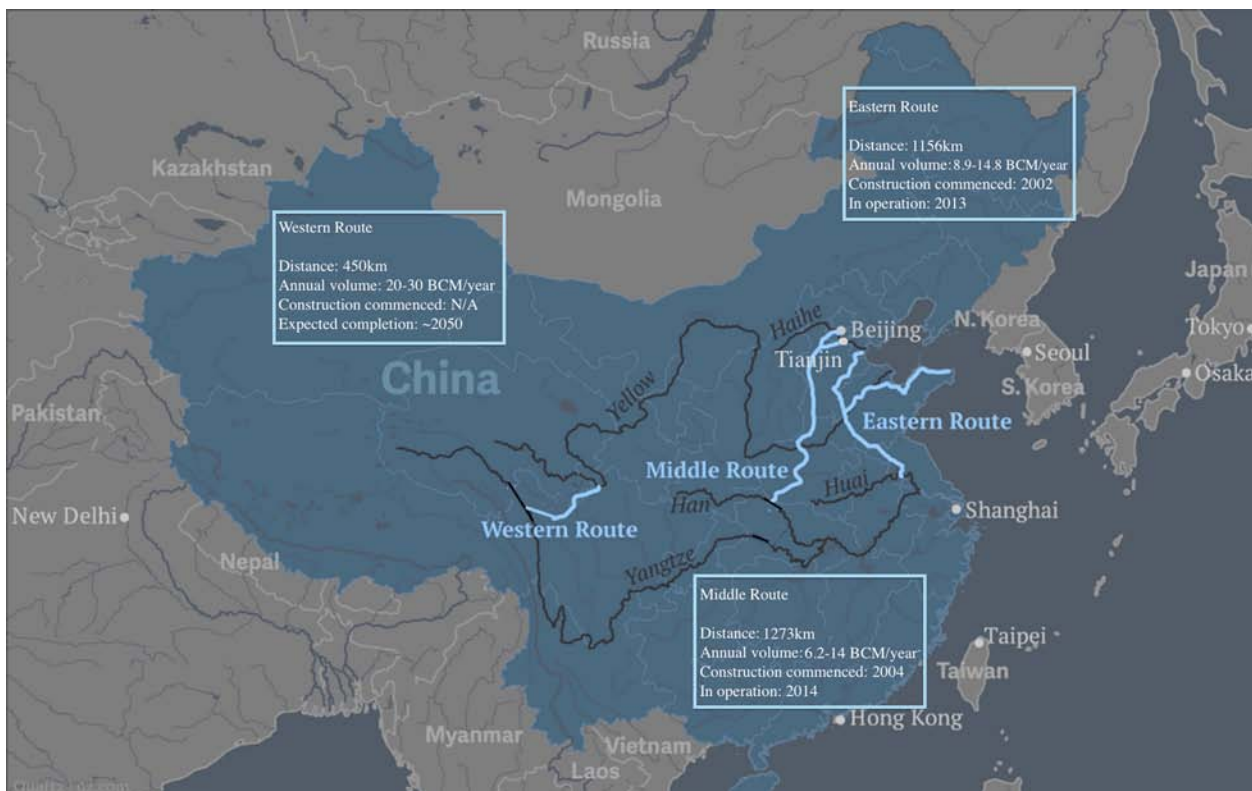 Russia
Kazakhstan
Mongolia
Eastern Route
Distance: 1156km
Annual volume: 8.9-14.8 BCM/year
Construction commenced: 2002
In operation: 2013
Western Route
Distance: 450km
Annual volume: 20-30 BCM/year
Construction commenced: N/A
Expected completion: ~2050
China
Pakistan
Haihe
Beijing
Tianjin
N. Korea
Seoul
S. Korea
Japan
Tokyo
Osaka
Yellow
Eastern Route
Middle Route
Huai
Han
Western Route
Shanghai
New Delhi
Nepal
Yangtze
Middle Route
Distance: 1273km
Annual volume: 6.2-14 BCM/year
Construction commenced: 2004
In operation: 2014
Taipei
Taiwan
Hong Kong
Myanmar
Vietnam
Laos